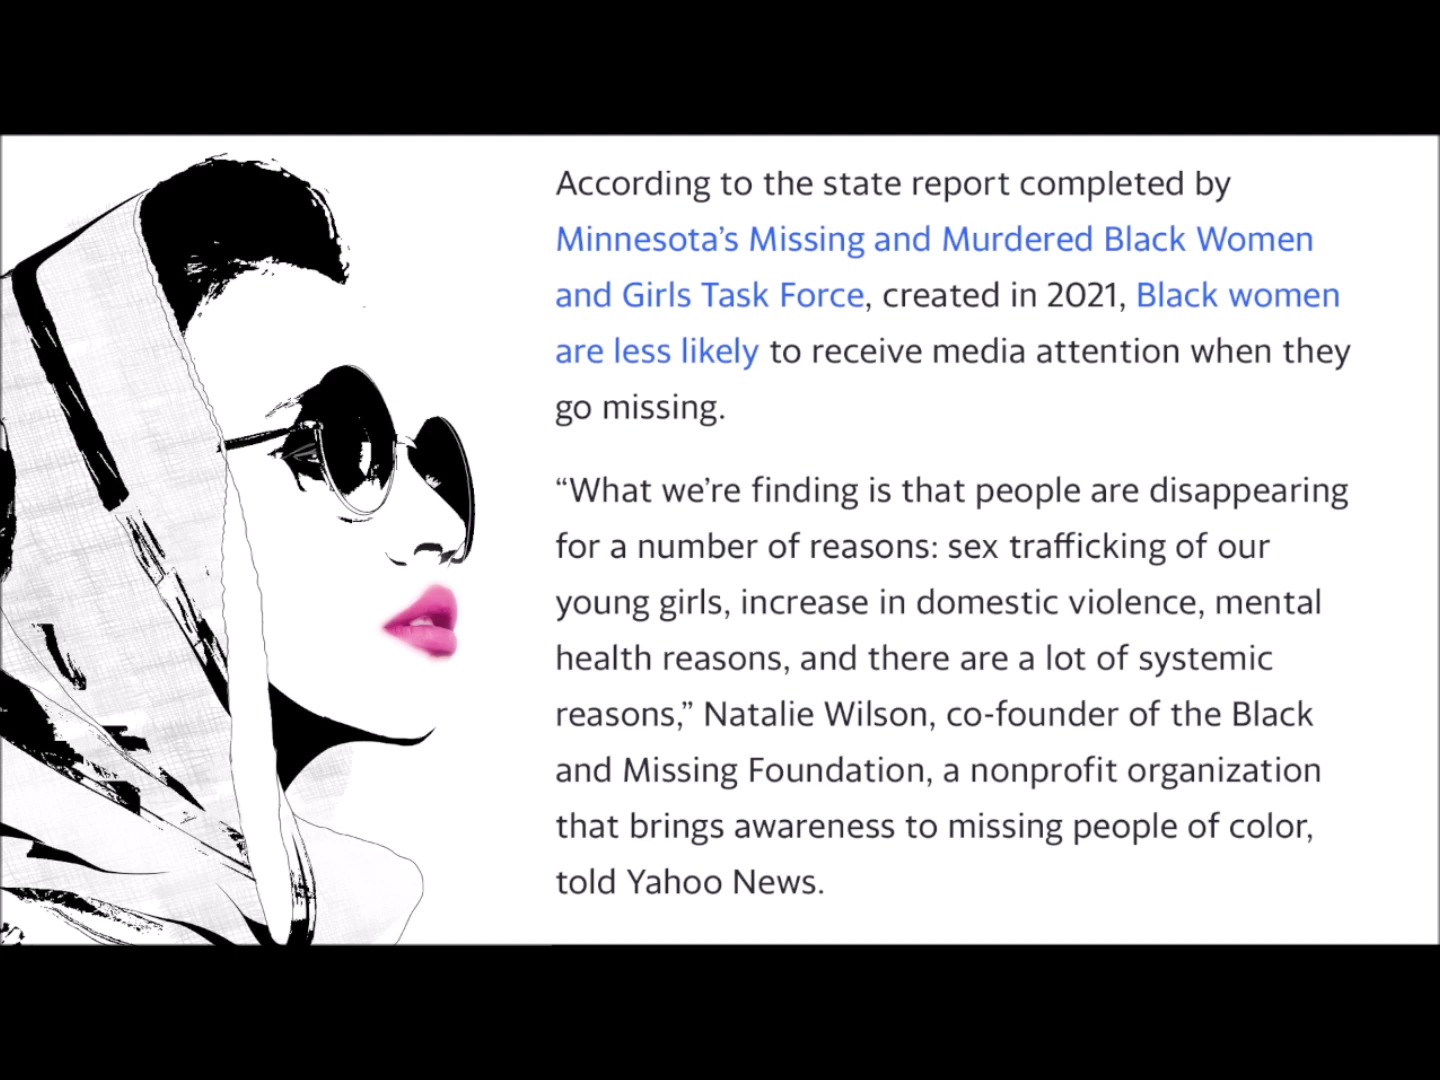 According to the state report completed by
Minnesota’s Missing and Murdered Black Women
and Girls Task Force, created in 2021, Black women
are less likely to receive media attention when they
go missing.
“What we’re finding is that people are disappearing
for a number of reasons: sex trafficking of our
young girls, increase in domestic violence, mental
health reasons, and there are a lot of systemic
reasons,” Natalie Wilson, co-founder of the Black
and Missing Foundation, a nonprofit organization
that brings awareness to missing people of color,
told Yahoo News.